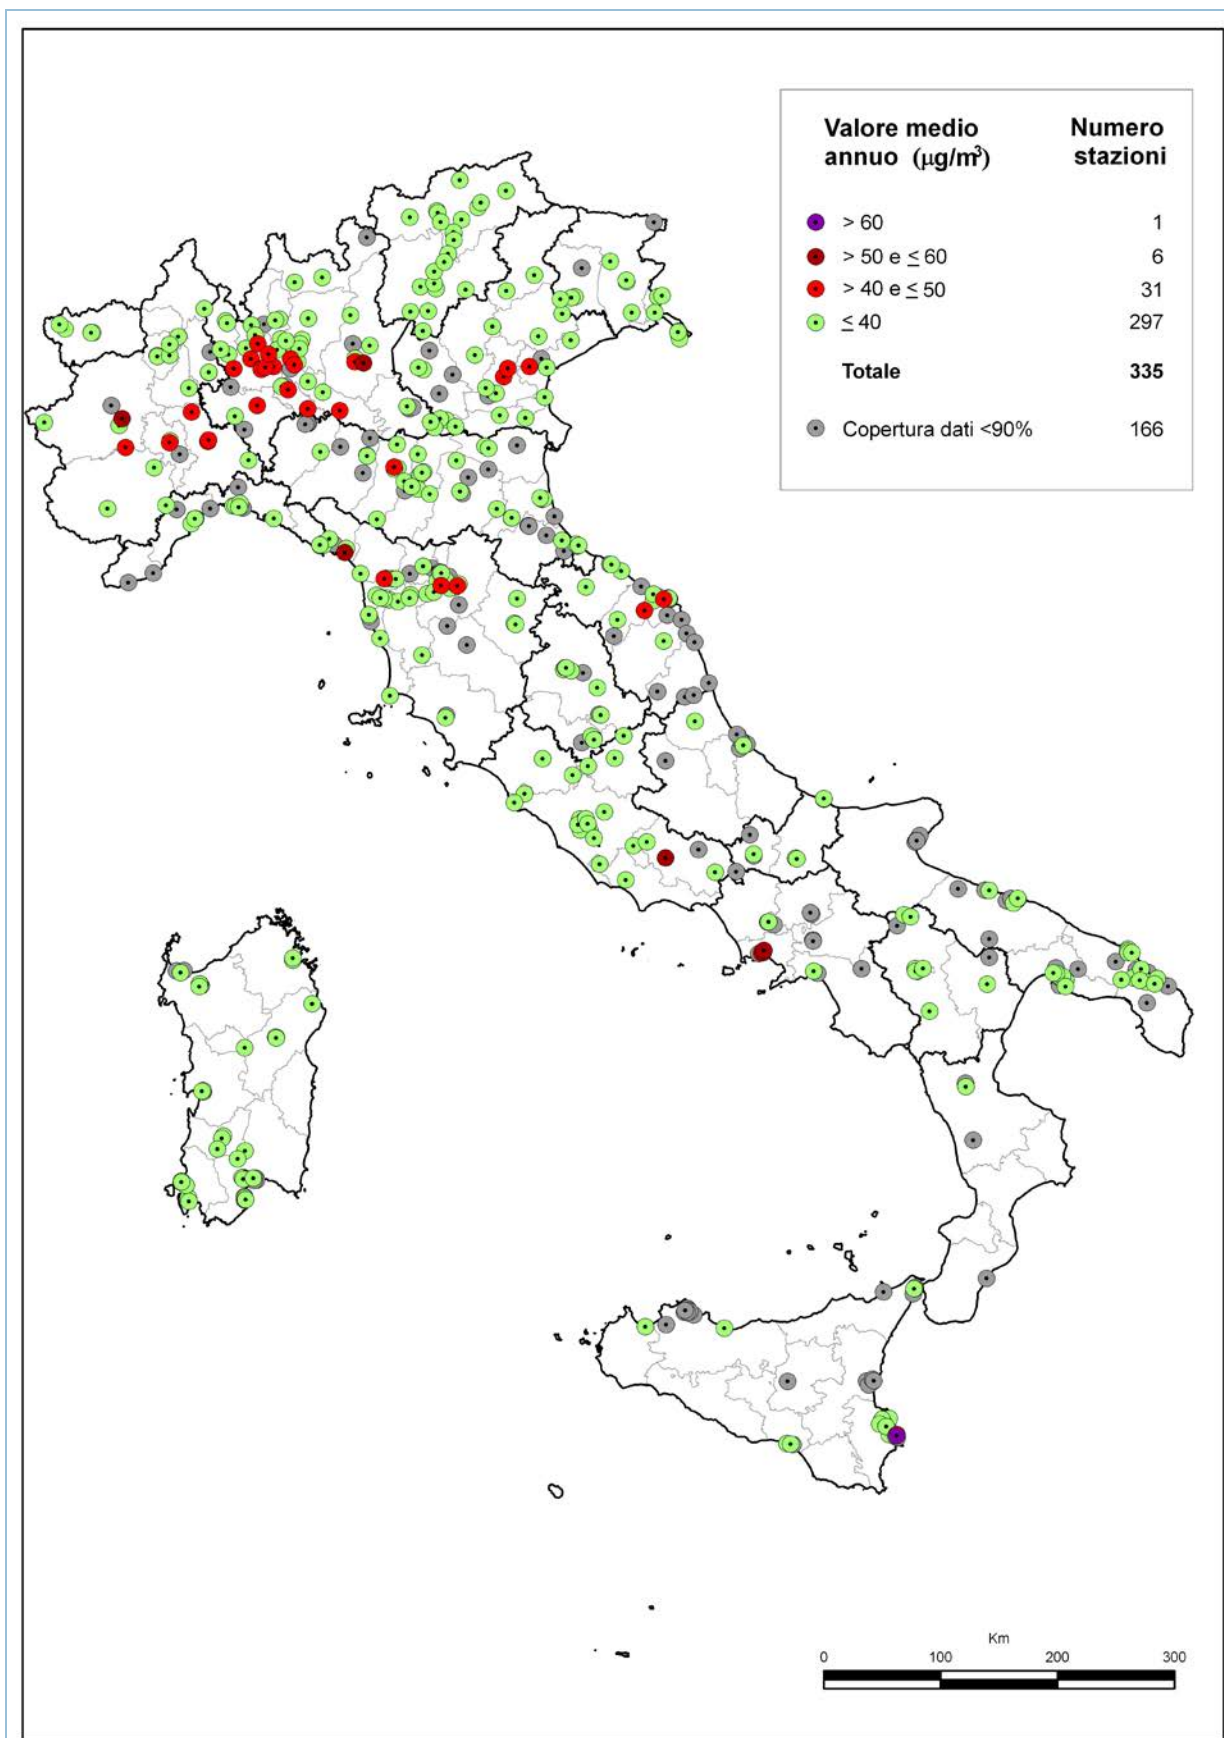 Valore medio annuo (µg/m³)
Numero stazioni
> 60 1
> 50 e ≤ 60 6
> 40 e ≤ 50 31
≤ 40 297
Totale 335
Copertura dati <90% 166
Km
0 100 200 300